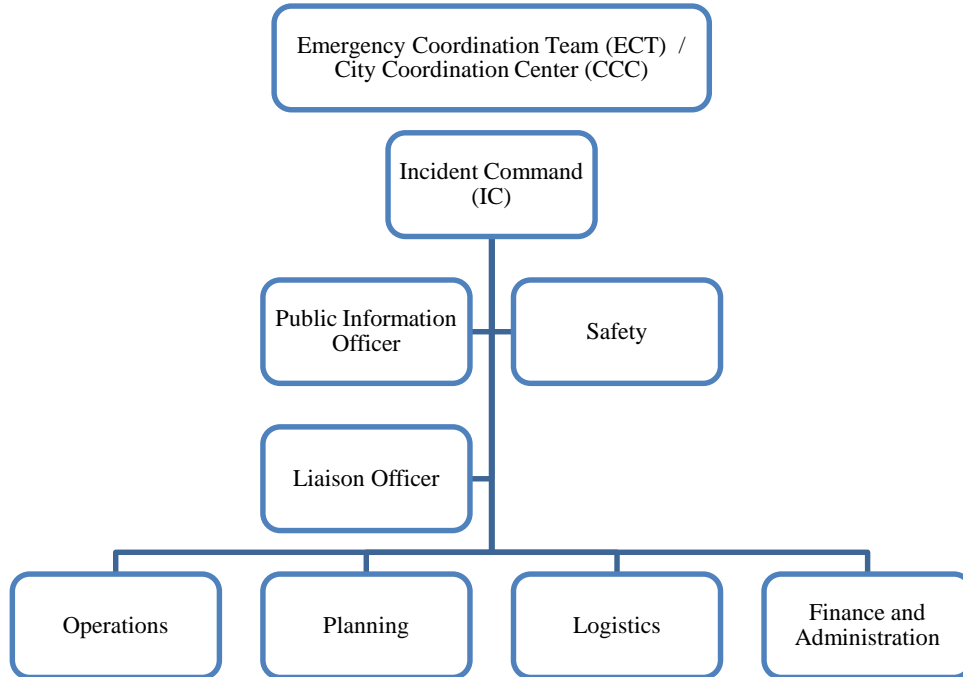 Emergency Coordination Team (ECT)  /
City Coordination Center (CCC)
Incident Command
(IC)
Public Information
Officer
Safety
Liaison Officer
Operations
Planning
Logistics
Finance and
Administration